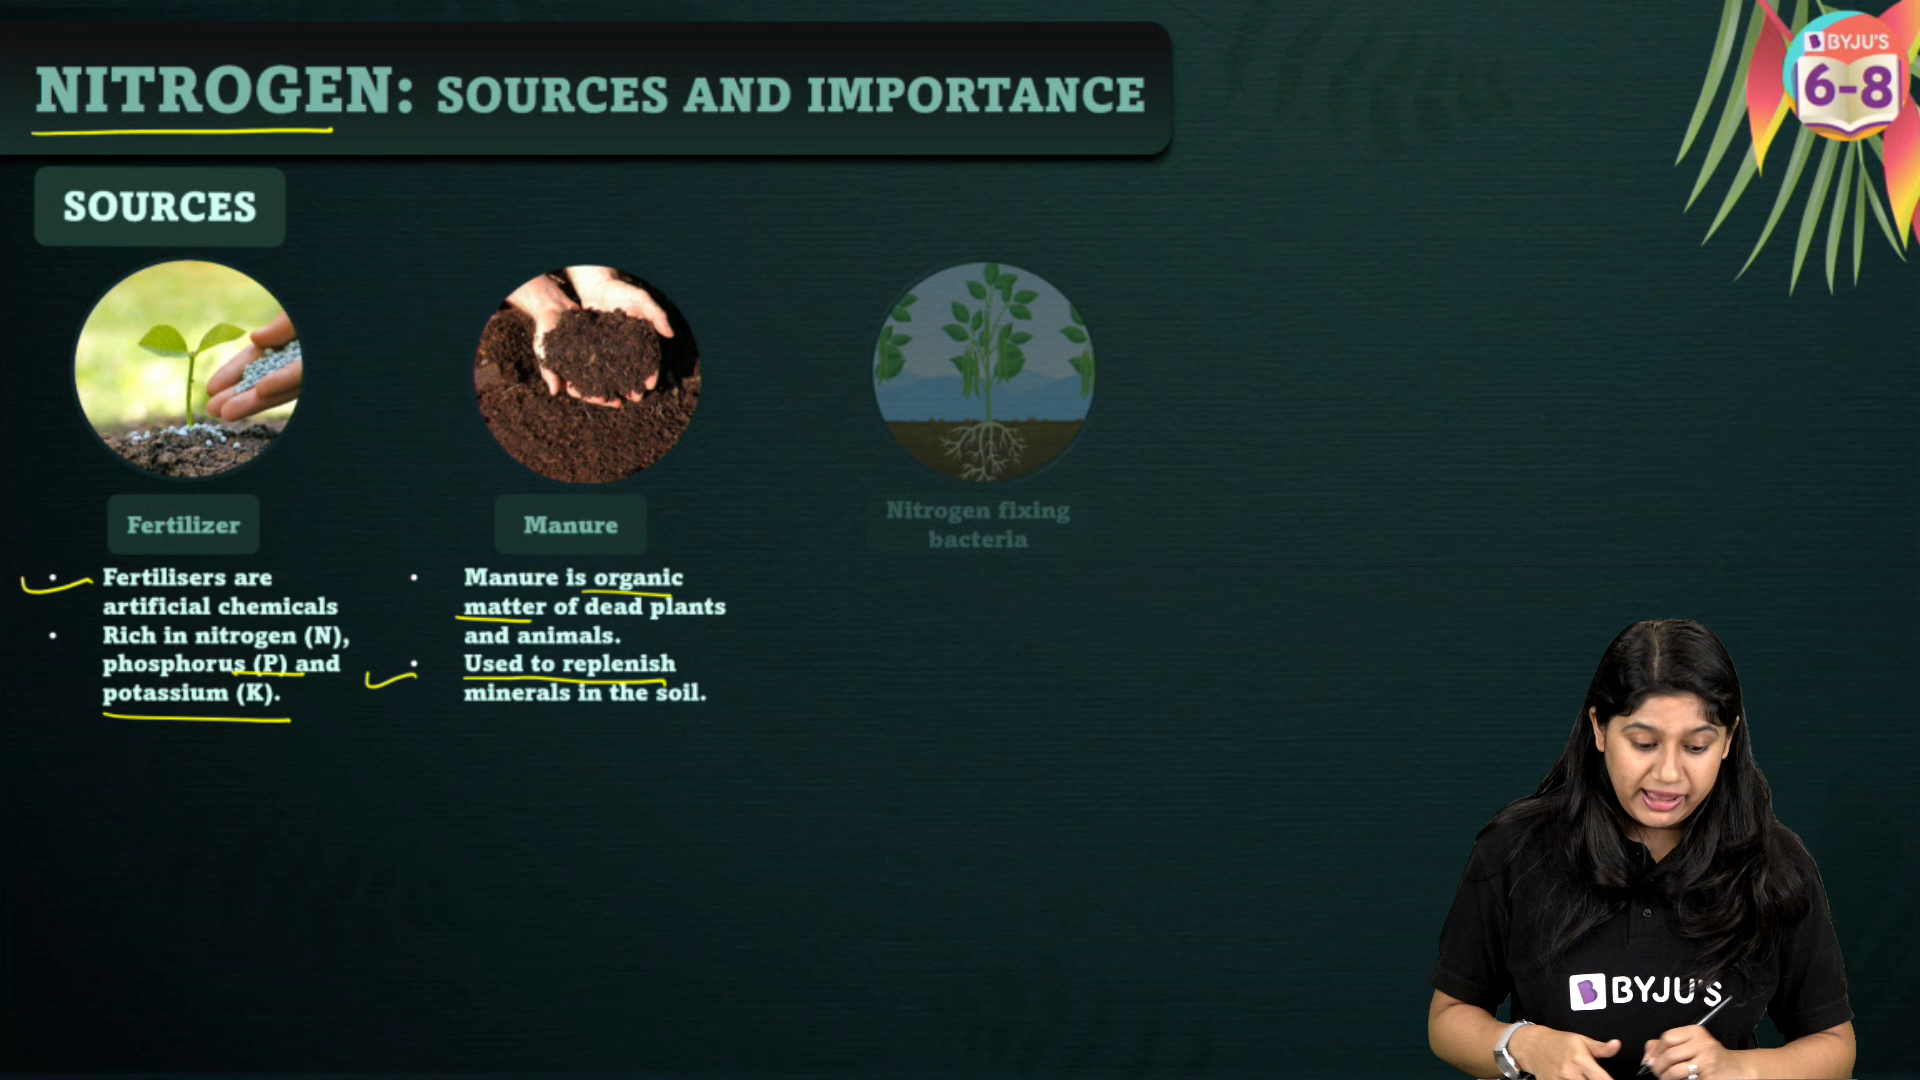 NITROGEN: SOURCES AND IMPORTANCE
BYJU'S
6-8
SOURCES
Fertilizer
Manure
Nitrogen fixing
bacteria
• Fertilisers are
artificial chemicals
• Rich in nitrogen (N),
phosphorus (P) and
potassium (K).
• Manure is organic
matter of dead plants
and animals.
• Used to replenish
minerals in the soil.
BYJU'S